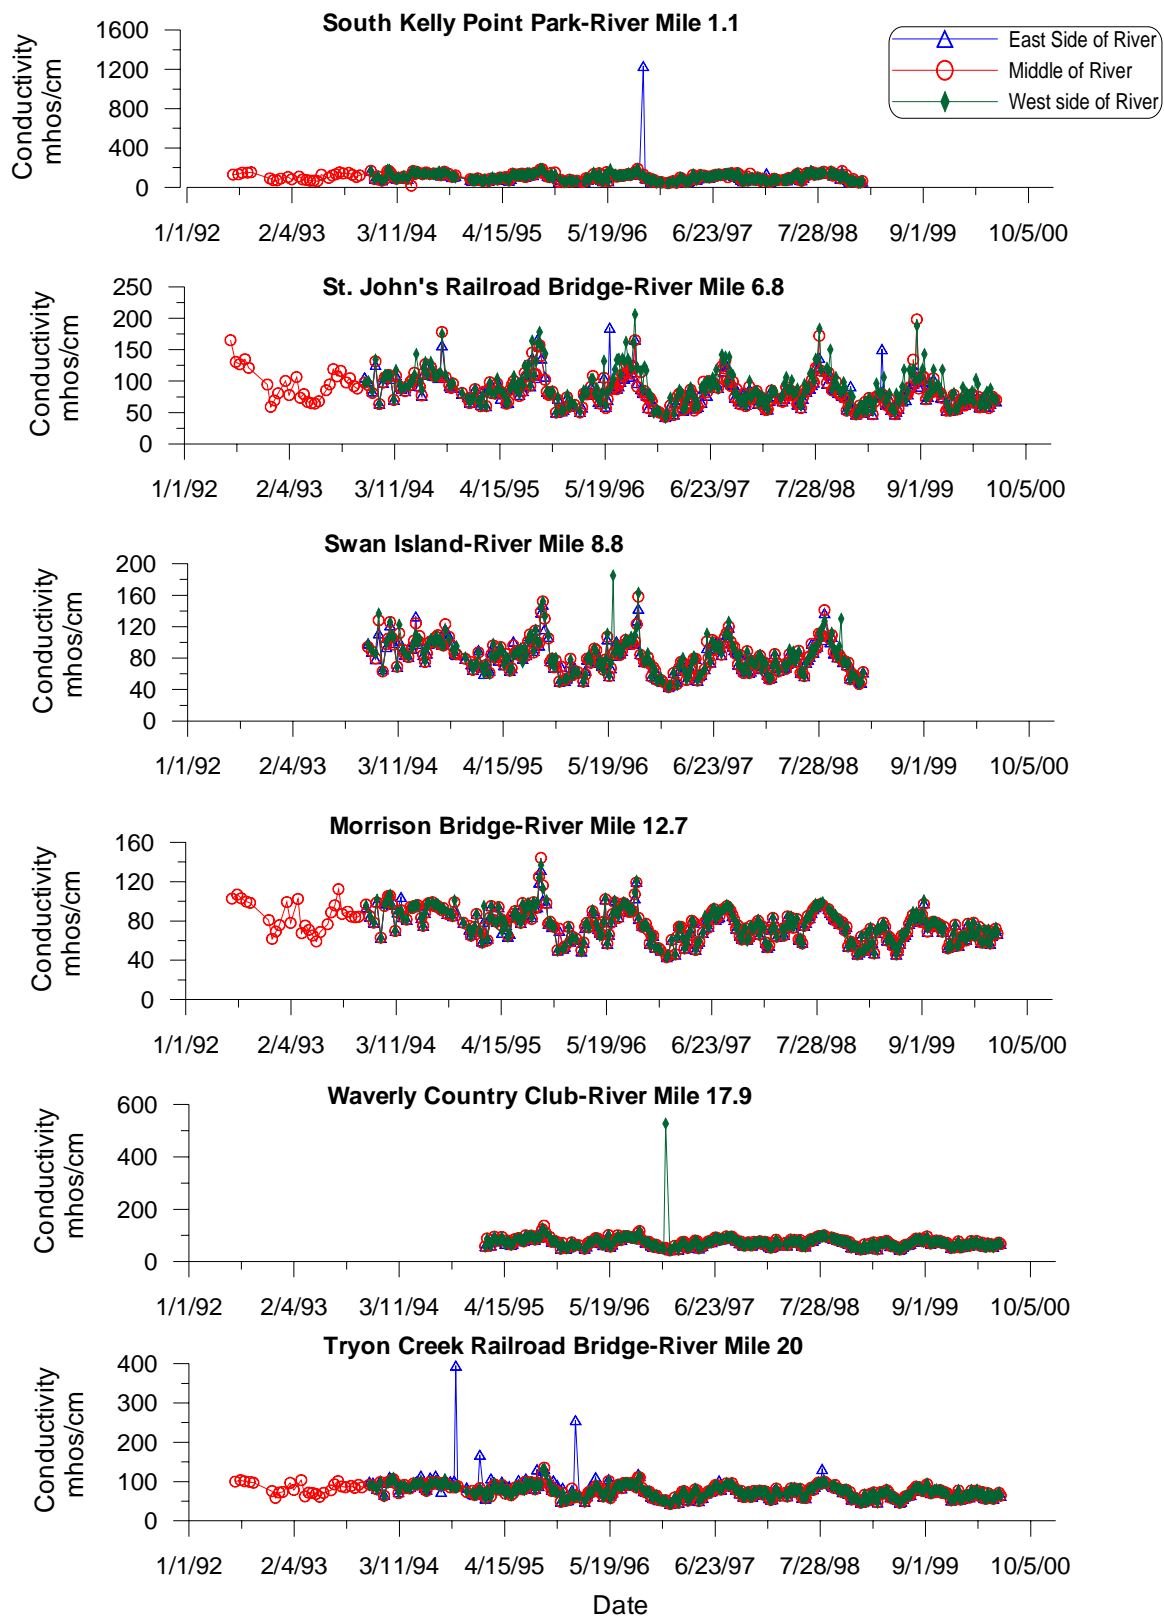 South Kelly Point Park-River Mile 1.1
East Side of River
Middle of River
West side of River
Conductivity
mhos/cm
1600
1200
800
400
0
1/1/92 2/4/93 3/11/94 4/15/95 5/19/96 6/23/97 7/28/98 9/1/99 10/5/00
St. John's Railroad Bridge-River Mile 6.8
Conductivity
mhos/cm
250
200
150
100
50
0
1/1/92 2/4/93 3/11/94 4/15/95 5/19/96 6/23/97 7/28/98 9/1/99 10/5/00
Swan Island-River Mile 8.8
Conductivity
mhos/cm
200
160
120
80
40
0
1/1/92 2/4/93 3/11/94 4/15/95 5/19/96 6/23/97 7/28/98 9/1/99 10/5/00
Morrison Bridge-River Mile 12.7
Conductivity
mhos/cm
160
120
80
40
0
1/1/92 2/4/93 3/11/94 4/15/95 5/19/96 6/23/97 7/28/98 9/1/99 10/5/00
Waverly Country Club-River Mile 17.9
Conductivity
mhos/cm
600
400
200
0
1/1/92 2/4/93 3/11/94 4/15/95 5/19/96 6/23/97 7/28/98 9/1/99 10/5/00
Tryon Creek Railroad Bridge-River Mile 20
Conductivity
mhos/cm
400
300
200
100
0
1/1/92 2/4/93 3/11/94 4/15/95 5/19/96 6/23/97 7/28/98 9/1/99 10/5/00
Date